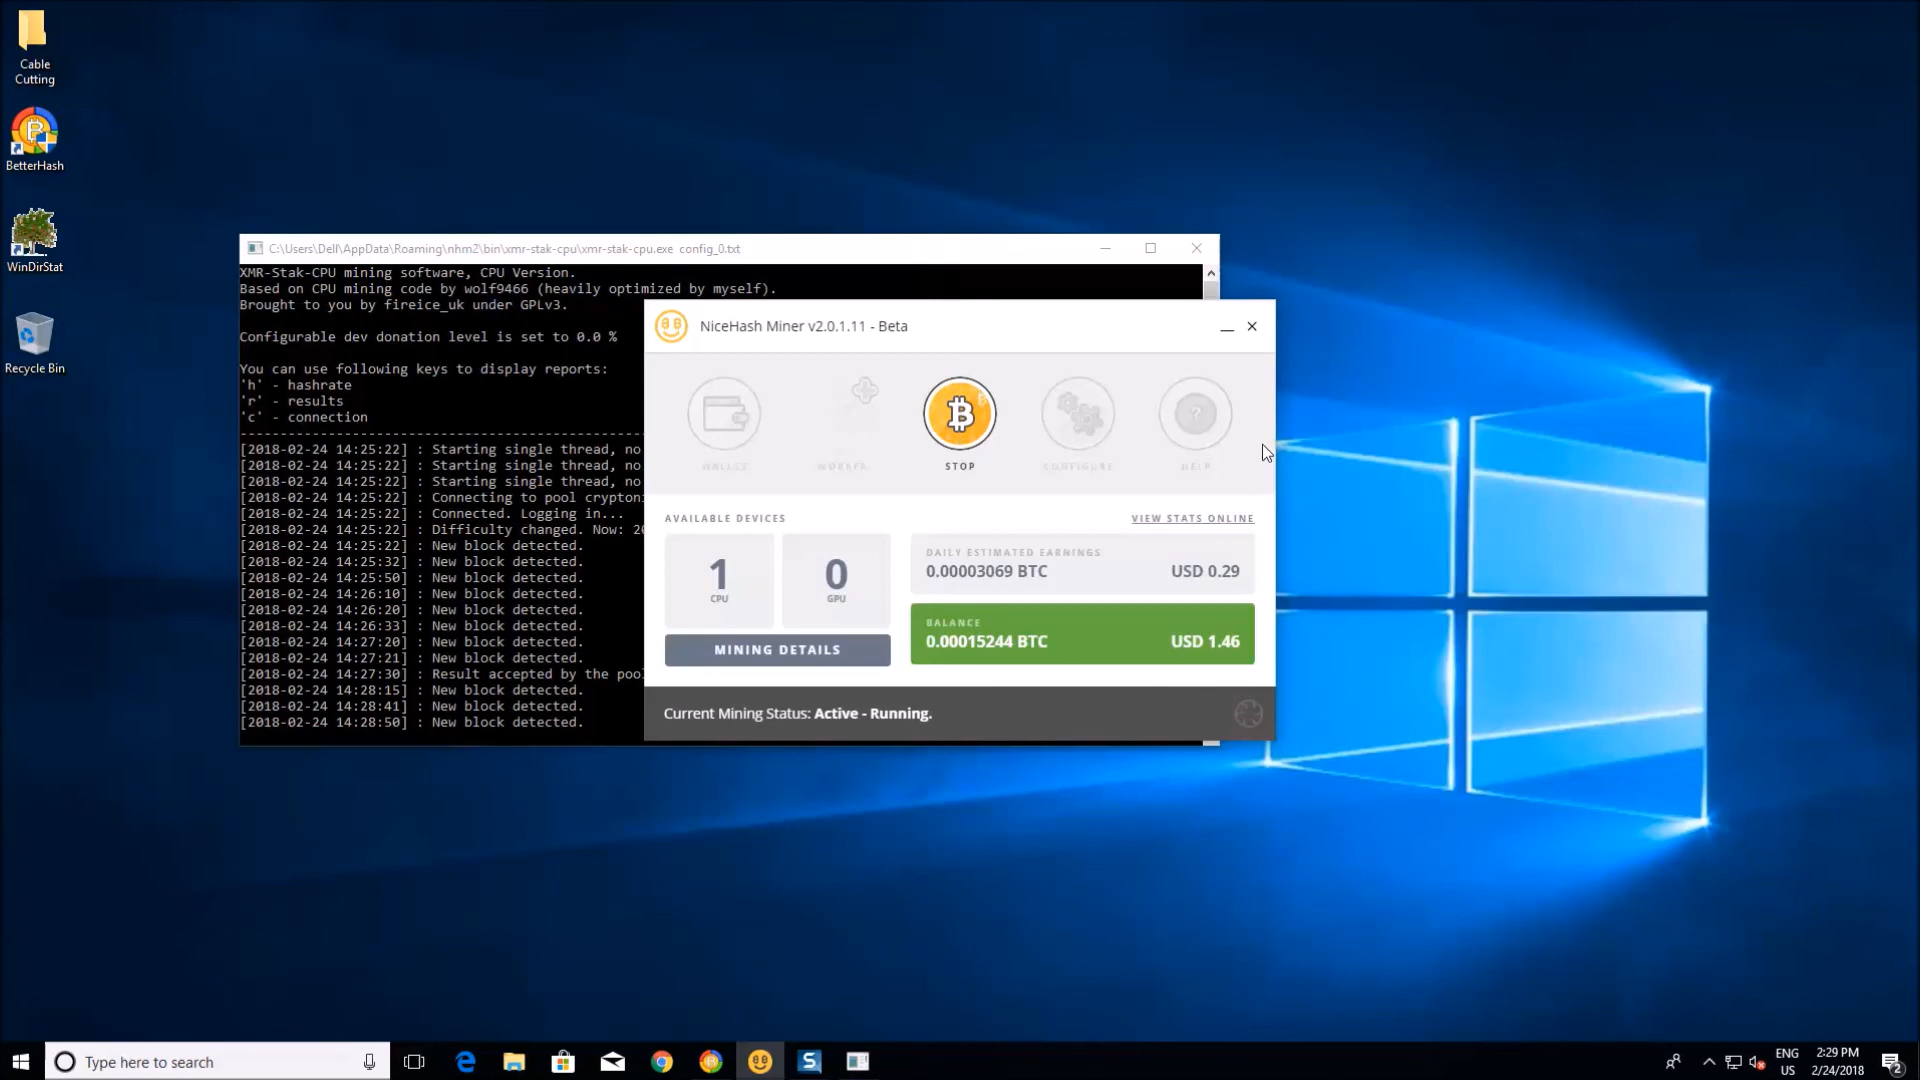 Cable
Cutting
BetterHash
WinDirStat
Recycle Bin
C:\Users\Dell\AppData\Roaming\nhm2\bin\xmr-stak-cpu\xmr-stak-cpu.exe config_0.txt
XMR-Stak-CPU mining software, CPU Version.
Based on CPU mining code by wolf9466 (heavily optimized by myself).
Brought to you by fireice_uk under GPLv3.
Configurable dev donation level is set to 0.0 %
You can use following keys to display reports:
'h' - hashrate
'r' - results
'c' - connection
[2018-02-24 14:25:22] : Starting single thread, no
[2018-02-24 14:25:22] : Starting single thread, no
[2018-02-24 14:25:22] : Starting single thread, no
[2018-02-24 14:25:22] : Connecting to pool cryptoni
[2018-02-24 14:25:22] : Connected. Logging in...
[2018-02-24 14:25:22] : Difficulty changed. Now: 20
[2018-02-24 14:25:22] : New block detected.
[2018-02-24 14:25:32] : New block detected.
[2018-02-24 14:25:50] : New block detected.
[2018-02-24 14:26:10] : New block detected.
[2018-02-24 14:26:20] : New block detected.
[2018-02-24 14:26:33] : New block detected.
[2018-02-24 14:27:20] : New block detected.
[2018-02-24 14:27:21] : New block detected.
[2018-02-24 14:27:30] : Result accepted by the pool
[2018-02-24 14:28:15] : New block detected.
[2018-02-24 14:28:41] : New block detected.
[2018-02-24 14:28:50] : New block detected.
NiceHash Miner v2.0.1.11 - Beta
WALLET WORKER STOP CONFIGURE HELP
AVAILABLE DEVICES VIEW STATS ONLINE
1
CPU
0
GPU
MINING DETAILS
DAILY ESTIMATED EARNINGS
0.00003069 BTC USD 0.29
BALANCE
0.00015244 BTC USD 1.46
Current Mining Status: Active - Running.
Type here to search
ENG
US
2:29 PM
2/24/2018
2